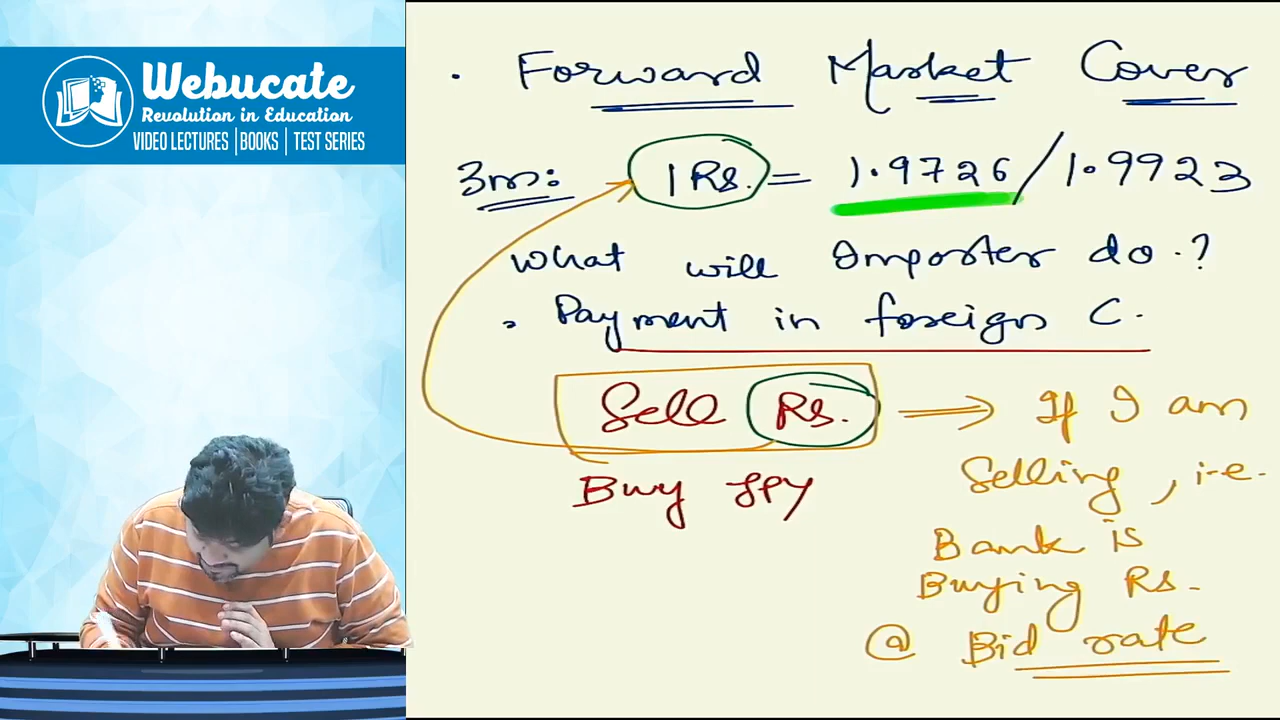 Webucate
Revolution in Education
VIDEO LECTURES | BOOKS | TEST SERIES
. Forward Market Cover
3m: 1 Rs. = 1.9726 / 1.9923
What will Importer do.?
. Payment in foreign C.
Sell Rs. ⇒ If I am
Selling, i.e.
Buy JPY
Bank is
Buying Rs.
@ Bid rate